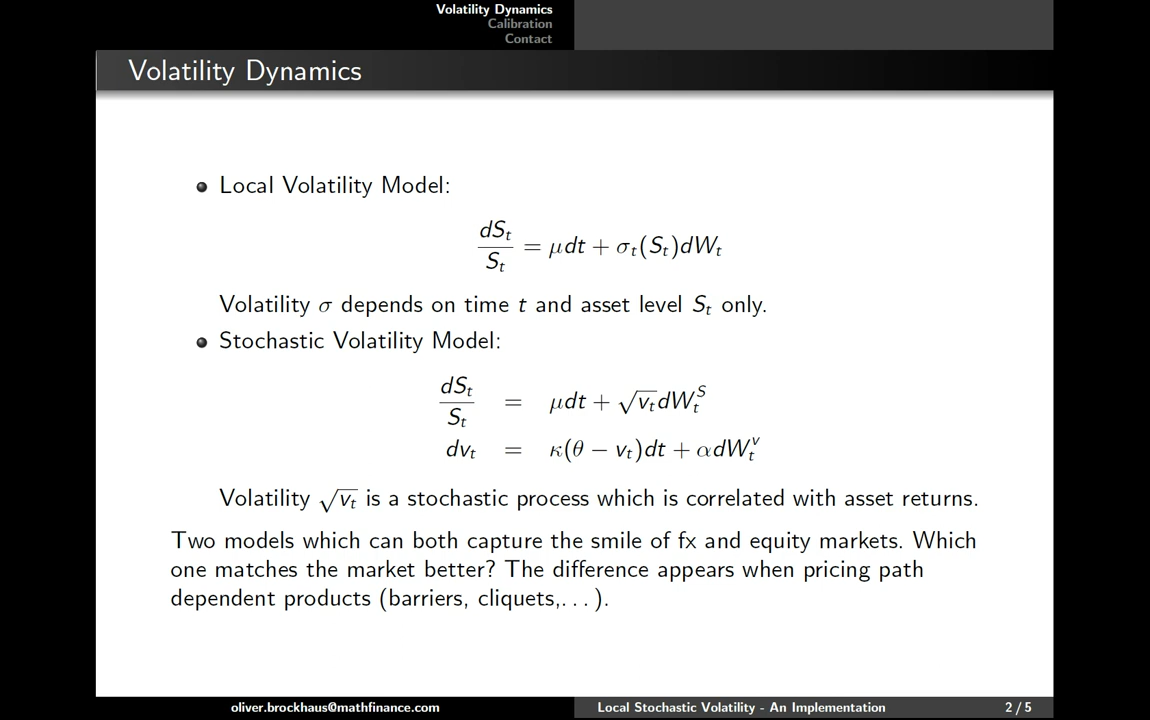 Volatility Dynamics
Calibration
Contact
Volatility Dynamics
Local Volatility Model:
dS_t / S_t = μdt + σ_t(S_t)dW_t
Volatility σ depends on time t and asset level S_t only.
Stochastic Volatility Model:
dS_t / S_t = μdt + √v_t dW_t^S
dv_t = κ(θ − v_t)dt + αdW_t^v
Volatility √v_t is a stochastic process which is correlated with asset returns.
Two models which can both capture the smile of fx and equity markets. Which
one matches the market better? The difference appears when pricing path
dependent products (barriers, cliquets,...).
oliver.brockhaus@mathfinance.com Local Stochastic Volatility - An Implementation 2 / 5